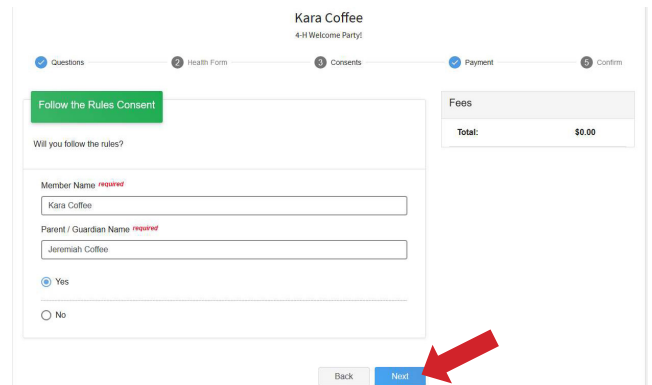 Kara Coffee
4-H Welcome Party!
Questions
2 Health Form
3 Consents
Payment
5 Confirm
Follow the Rules Consent
Will you follow the rules?
Member Name required
Kara Coffee
Parent / Guardian Name required
Jeremiah Coffee
Yes
No
Fees
Total: $0.00
Back Next